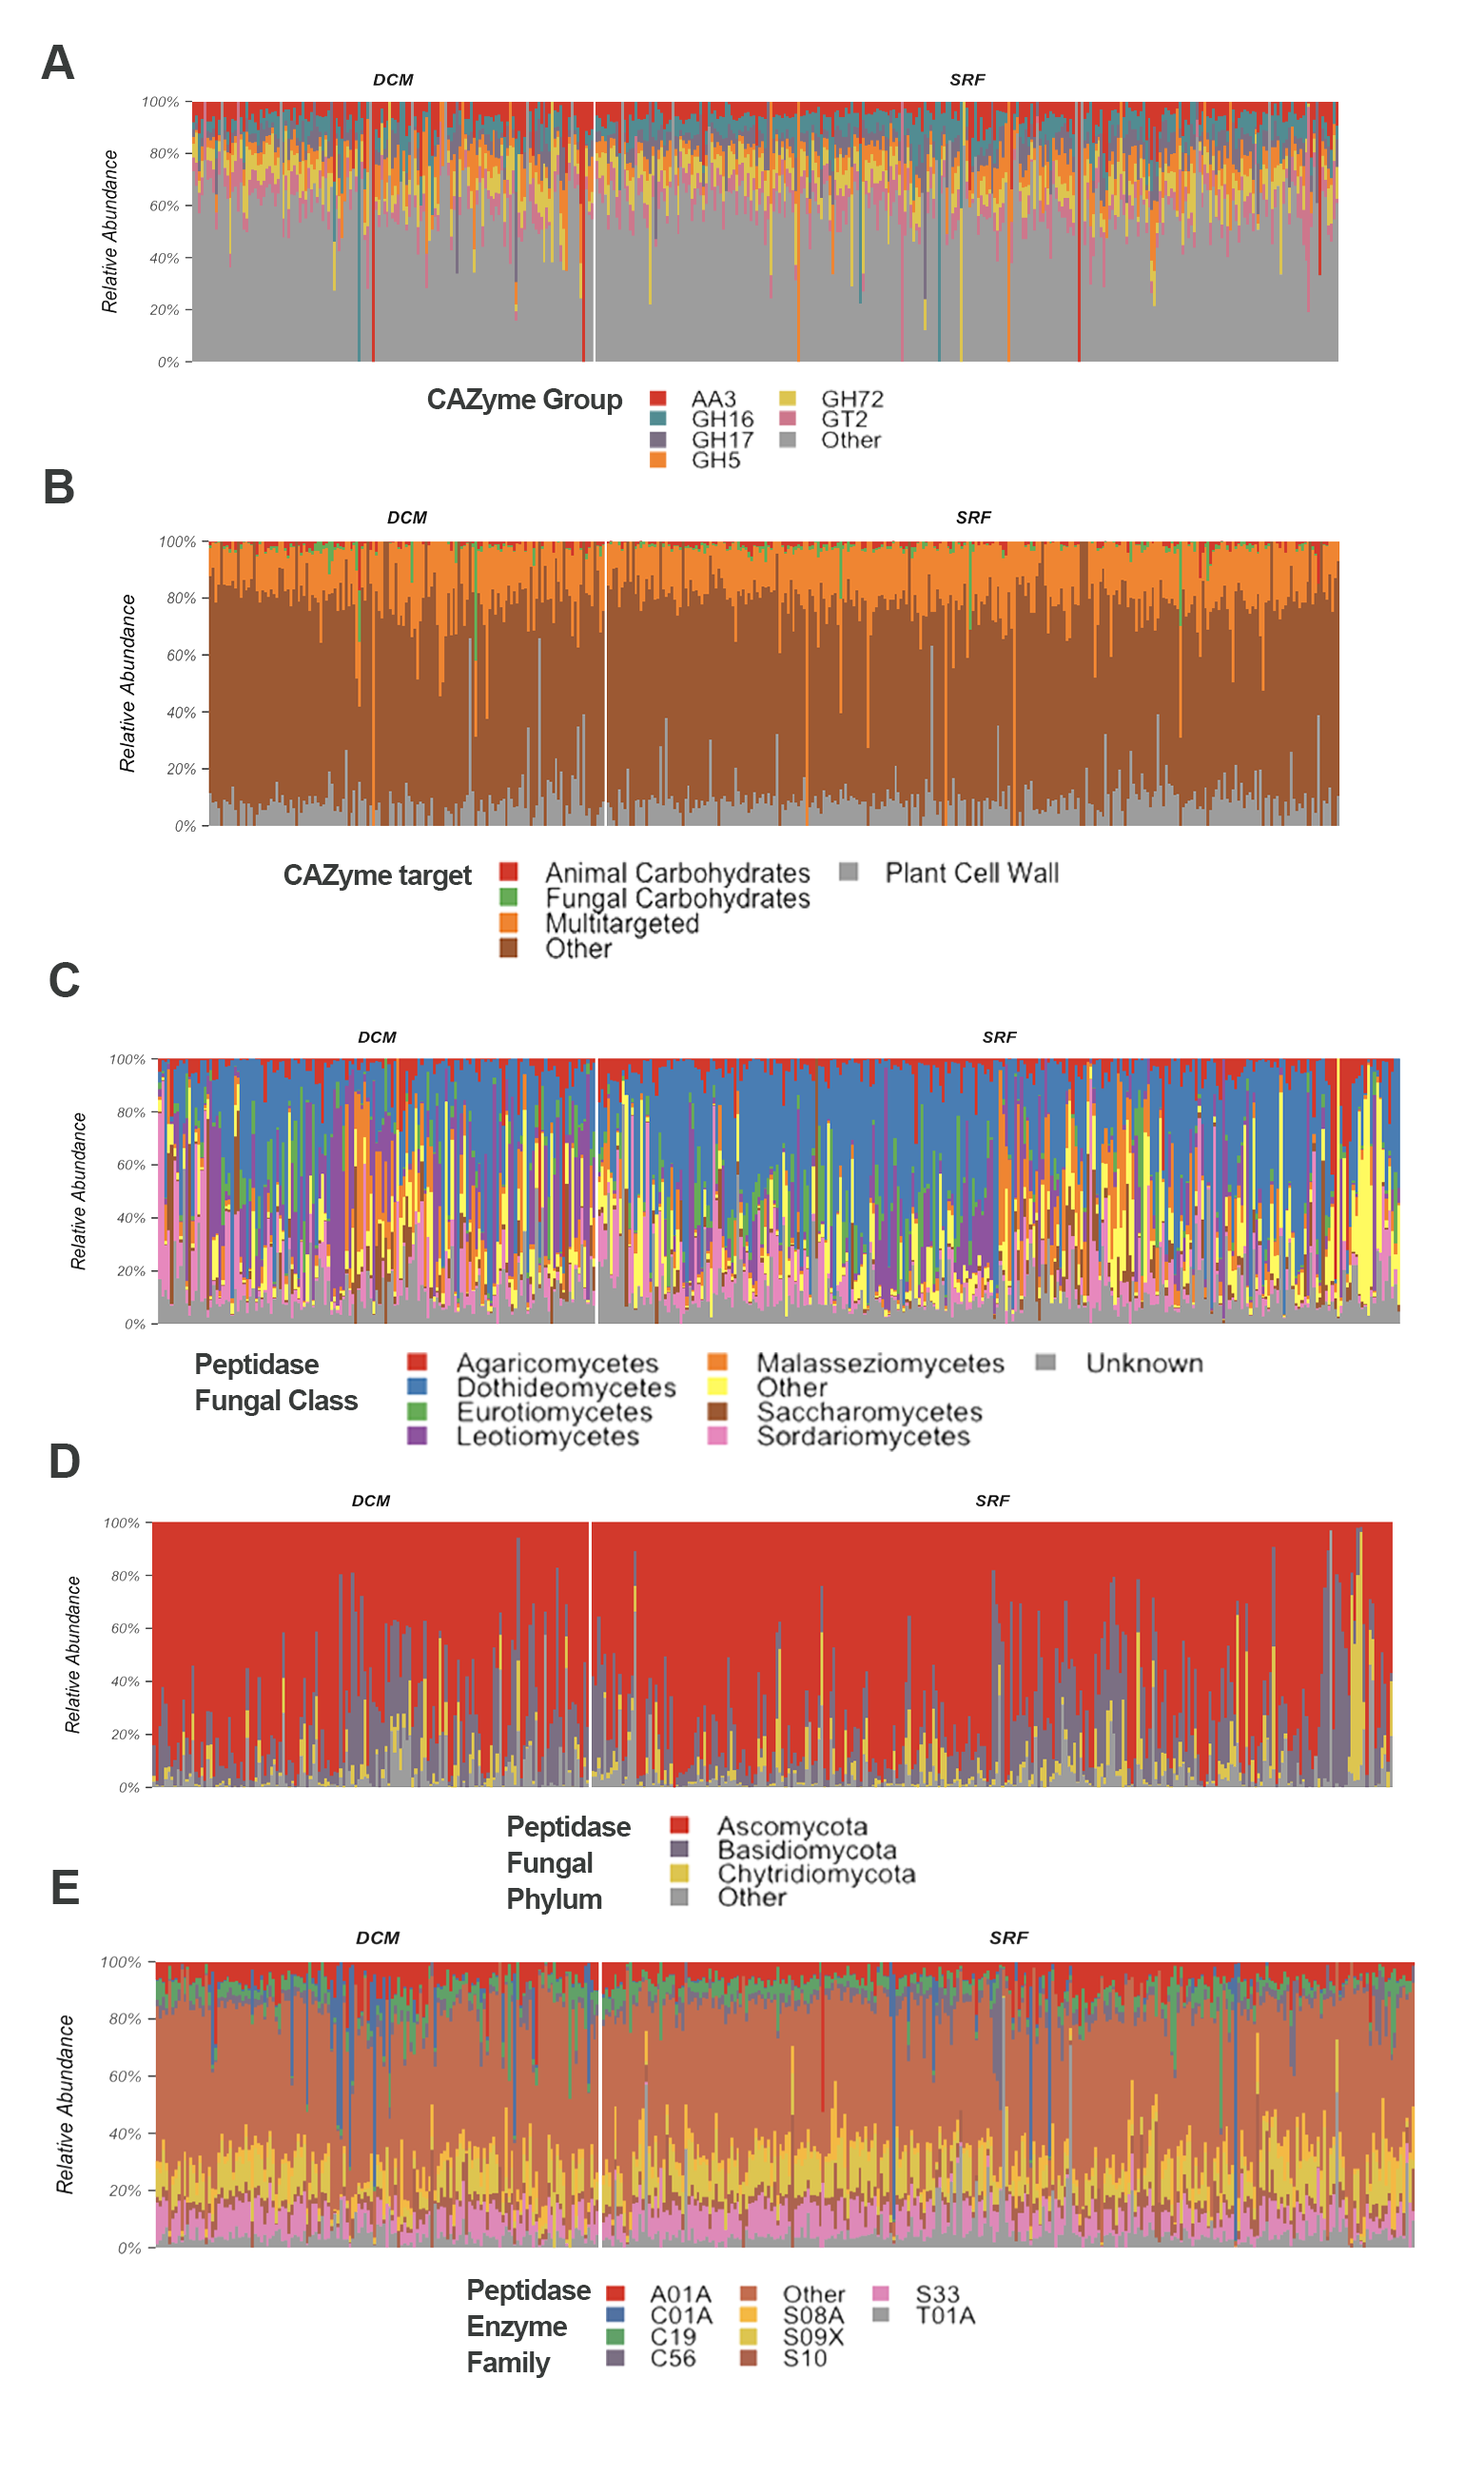 A
DCM SRF
100%
80%
60%
40%
20%
0%
Relative Abundance
CAZyme Group
AA3 GH72
GH16 GT2
GH17 Other
GH5
B
DCM SRF
100%
80%
60%
40%
20%
0%
Relative Abundance
CAZyme target
Animal Carbohydrates Plant Cell Wall
Fungal Carbohydrates
Multitargeted
Other
C
DCM SRF
100%
80%
60%
40%
20%
0%
Relative Abundance
Peptidase
Fungal Class
Agaricomycetes Malasseziomycetes Unknown
Dothideomycetes Other
Eurotiomycetes Saccharomycetes
Leotiomycetes Sordariomycetes
D
DCM SRF
100%
80%
60%
40%
20%
0%
Relative Abundance
Peptidase
Fungal
Phylum
Ascomycota
Basidiomycota
Chytridiomycota
Other
E
DCM SRF
100%
80%
60%
40%
20%
0%
Relative Abundance
Peptidase
Enzyme
Family
A01A Other S33
C01A S08A T01A
C19 S09X
C56 S10